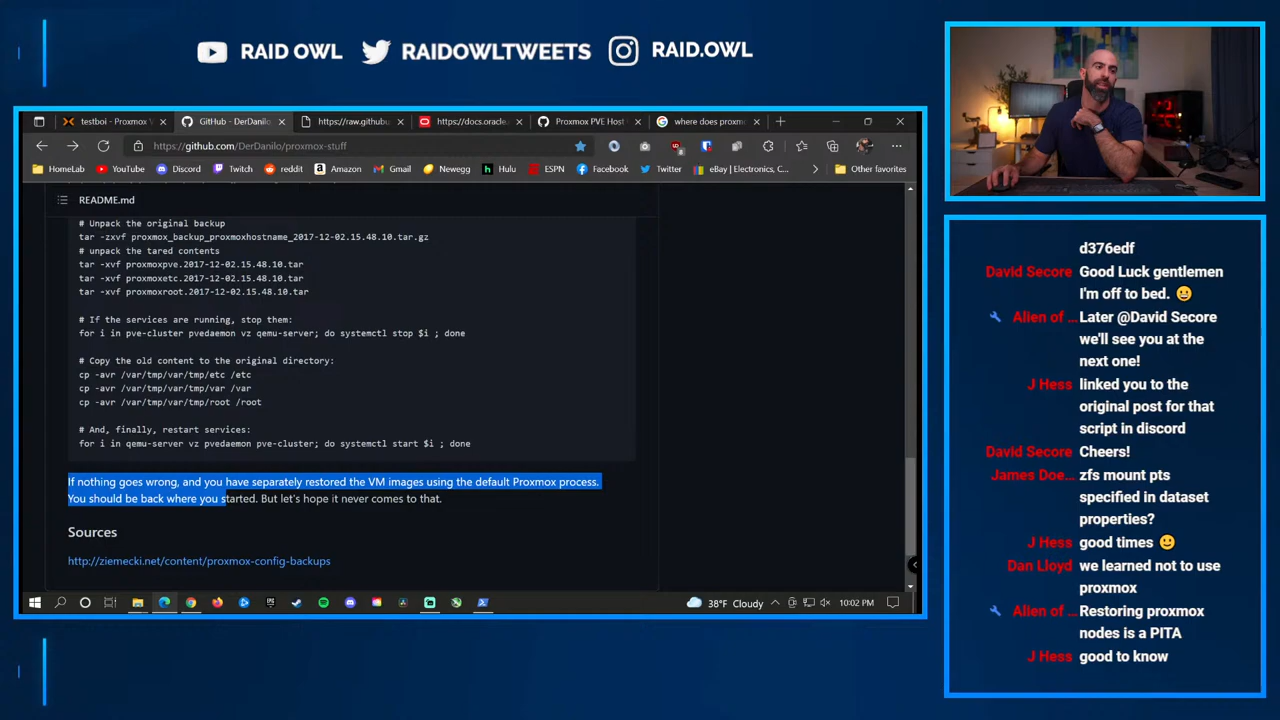 RAID OWL
RAIDOWLTWEETS
RAID.OWL
testboi - Proxmox V
GitHub - DerDanilo
https://raw.githubu
https://docs.oracle
Proxmox PVE Host
where does proxm
https://github.com/DerDanilo/proxmox-stuff
HomeLab
YouTube
Discord
Twitch
reddit
Amazon
Gmail
Newegg
Hulu
ESPN
Facebook
Twitter
eBay | Electronics, C...
Other favorites
README.md
# Unpack the original backup
tar -zxvf proxmox_backup_proxmoxhostname_2017-12-02.15.48.10.tar.gz
# unpack the tared contents
tar -xvf proxmoxpve.2017-12-02.15.48.10.tar
tar -xvf proxmoxetc.2017-12-02.15.48.10.tar
tar -xvf proxmoxroot.2017-12-02.15.48.10.tar
# If the services are running, stop them:
for i in pve-cluster pvedaemon vz qemu-server; do systemctl stop $i ; done
# Copy the old content to the original directory:
cp -avr /var/tmp/var/tmp/etc /etc
cp -avr /var/tmp/var/tmp/var /var
cp -avr /var/tmp/var/tmp/root /root
# And, finally, restart services:
for i in qemu-server vz pvedaemon pve-cluster; do systemctl start $i ; done
If nothing goes wrong, and you have separately restored the VM images using the default Proxmox process.
You should be back where you started. But let's hope it never comes to that.
Sources
http://ziemecki.net/content/proxmox-config-backups
38°F Cloudy
10:02 PM
d376edf
David Secore Good Luck gentlemen
I'm off to bed.
Alien of ... Later @David Secore
we'll see you at the
next one!
J Hess linked you to the
original post for that
script in discord
David Secore Cheers!
James Doe... zfs mount pts
specified in dataset
properties?
J Hess good times
Dan Lloyd we learned not to use
proxmox
Alien of ... Restoring proxmox
nodes is a PITA
J Hess good to know